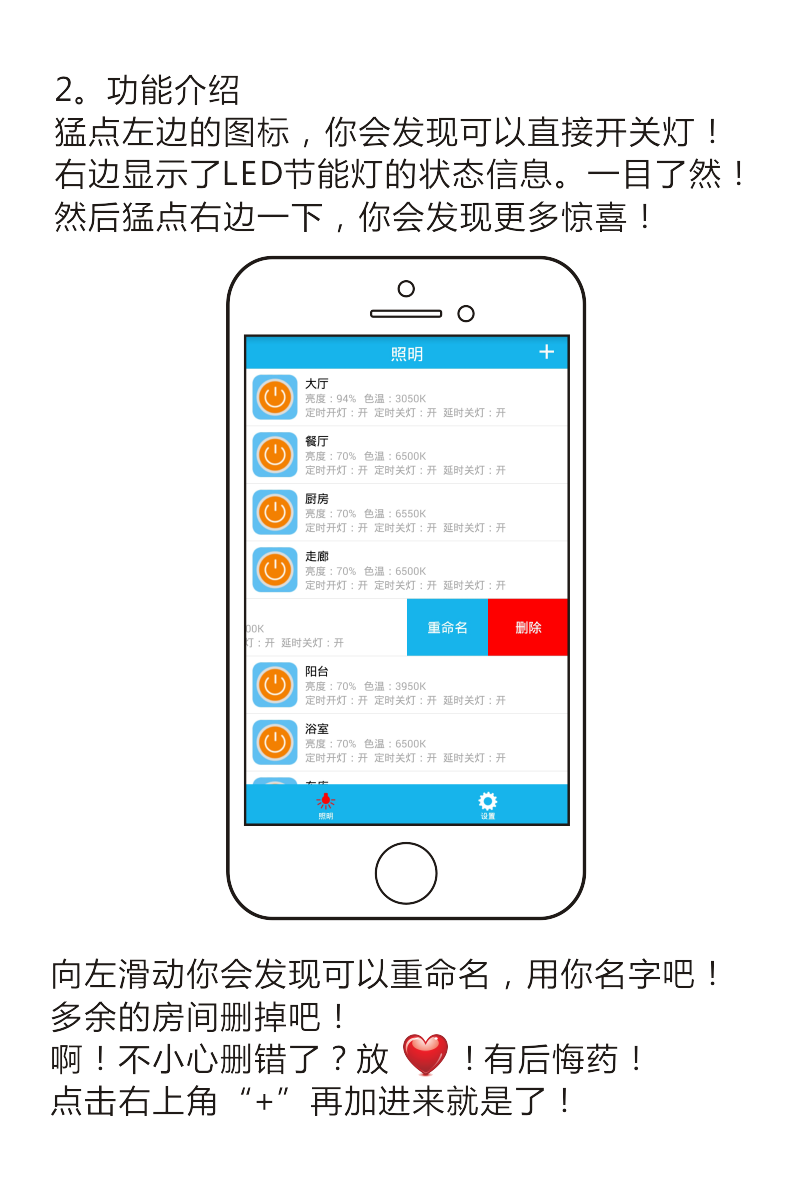 2。功能介绍
猛点左边的图标，你会发现可以直接开关灯！
右边显示了LED节能灯的状态信息。一目了然！
然后猛点右边一下，你会发现更多惊喜！
照明 +
大厅
亮度：94% 色温：3050K
定时开灯：开 定时关灯：开 延时关灯：开
餐厅
亮度：70% 色温：6500K
定时开灯：开 定时关灯：开 延时关灯：开
厨房
亮度：70% 色温：6550K
定时开灯：开 定时关灯：开 延时关灯：开
走廊
亮度：70% 色温：6500K
定时开灯：开 定时关灯：开 延时关灯：开
00K
灯：开 延时关灯：开
重命名 删除
阳台
亮度：70% 色温：3950K
定时开灯：开 定时关灯：开 延时关灯：开
浴室
亮度：70% 色温：6500K
定时开灯：开 定时关灯：开 延时关灯：开
照明 设置
向左滑动你会发现可以重命名，用你名字吧！
多余的房间删掉吧！
啊！不小心删错了？放 ！有后悔药！
点击右上角“+”再加进来就是了！